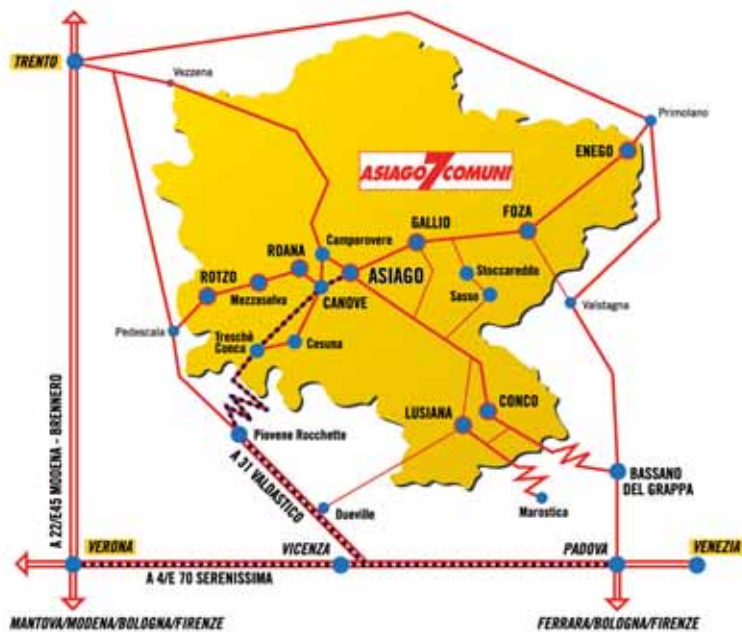 TRENTO
Vezzena
Primolano
ENEGO
ASIAGO 7 COMUNI
FOZA
GALLIO
Camporovere
ROANA
ASIAGO
Stoccareddo
ROTZO
Mezzaselva
CANOVE
Sasso
Valstagna
Pedescala
Treschè
Conca
Cesuna
LUSIANA
CONCO
Piovene Rocchette
A 31 VALDASTICO
BASSANO
DEL GRAPPA
Dueville
Marostica
A 22/E45 MODENA - BRENNERO
VERONA
VICENZA
PADOVA
VENEZIA
A 4/E 70 SERENISSIMA
MANTOVA/MODENA/BOLOGNA/FIRENZE
FERRARA/BOLOGNA/FIRENZE